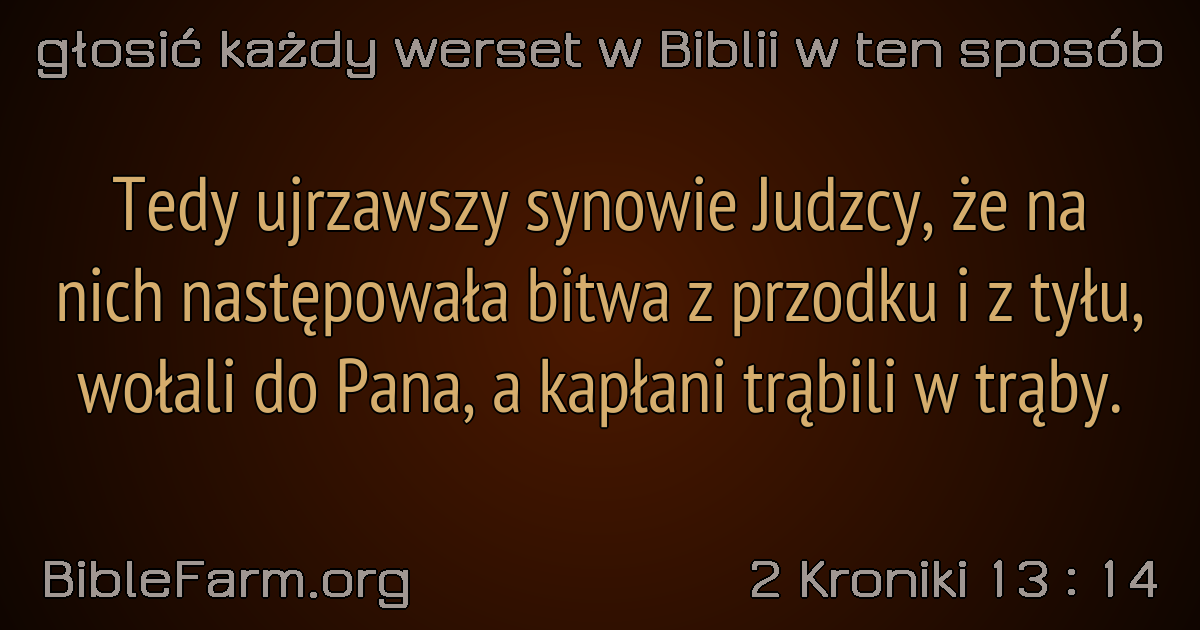 głosić każdy werset w Biblii w ten sposób
Tedy ujrzawszy synowie Judzcy, że na
nich następowała bitwa z przodku i z tyłu,
wołali do Pana, a kapłani trąbili w trąby.
BibleFarm.org
2 Kroniki 13 : 14